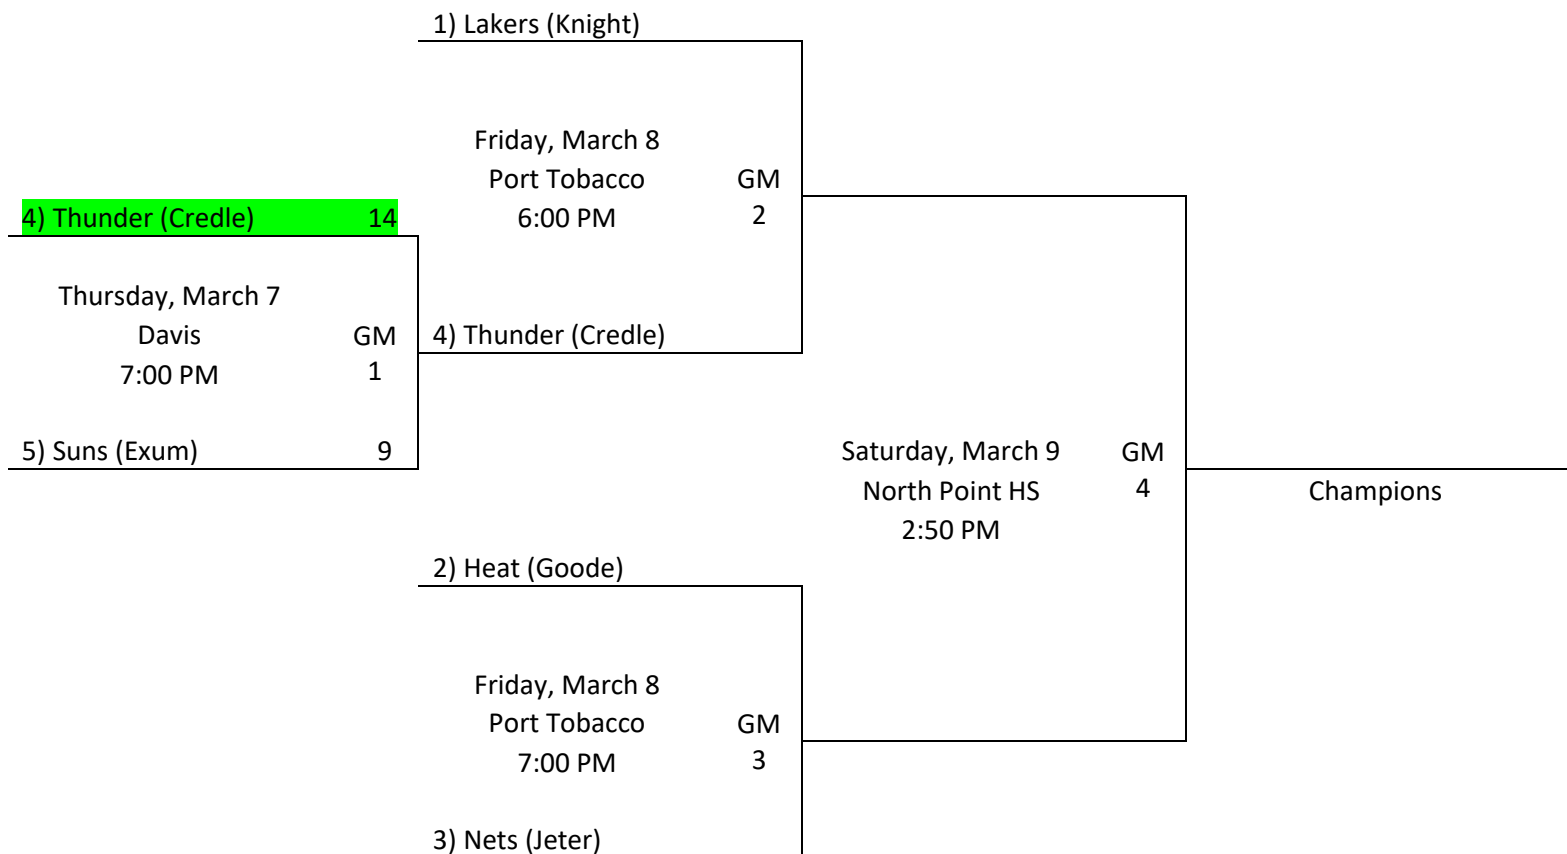 1) Lakers (Knight)
Friday, March 8
Port Tobacco GM
6:00 PM 2
4) Thunder (Credle) 14
Thursday, March 7
Davis GM
7:00 PM 1
4) Thunder (Credle)
5) Suns (Exum) 9
Saturday, March 9 GM
North Point HS 4
2:50 PM
Champions
2) Heat (Goode)
Friday, March 8
Port Tobacco GM
7:00 PM 3
3) Nets (Jeter)